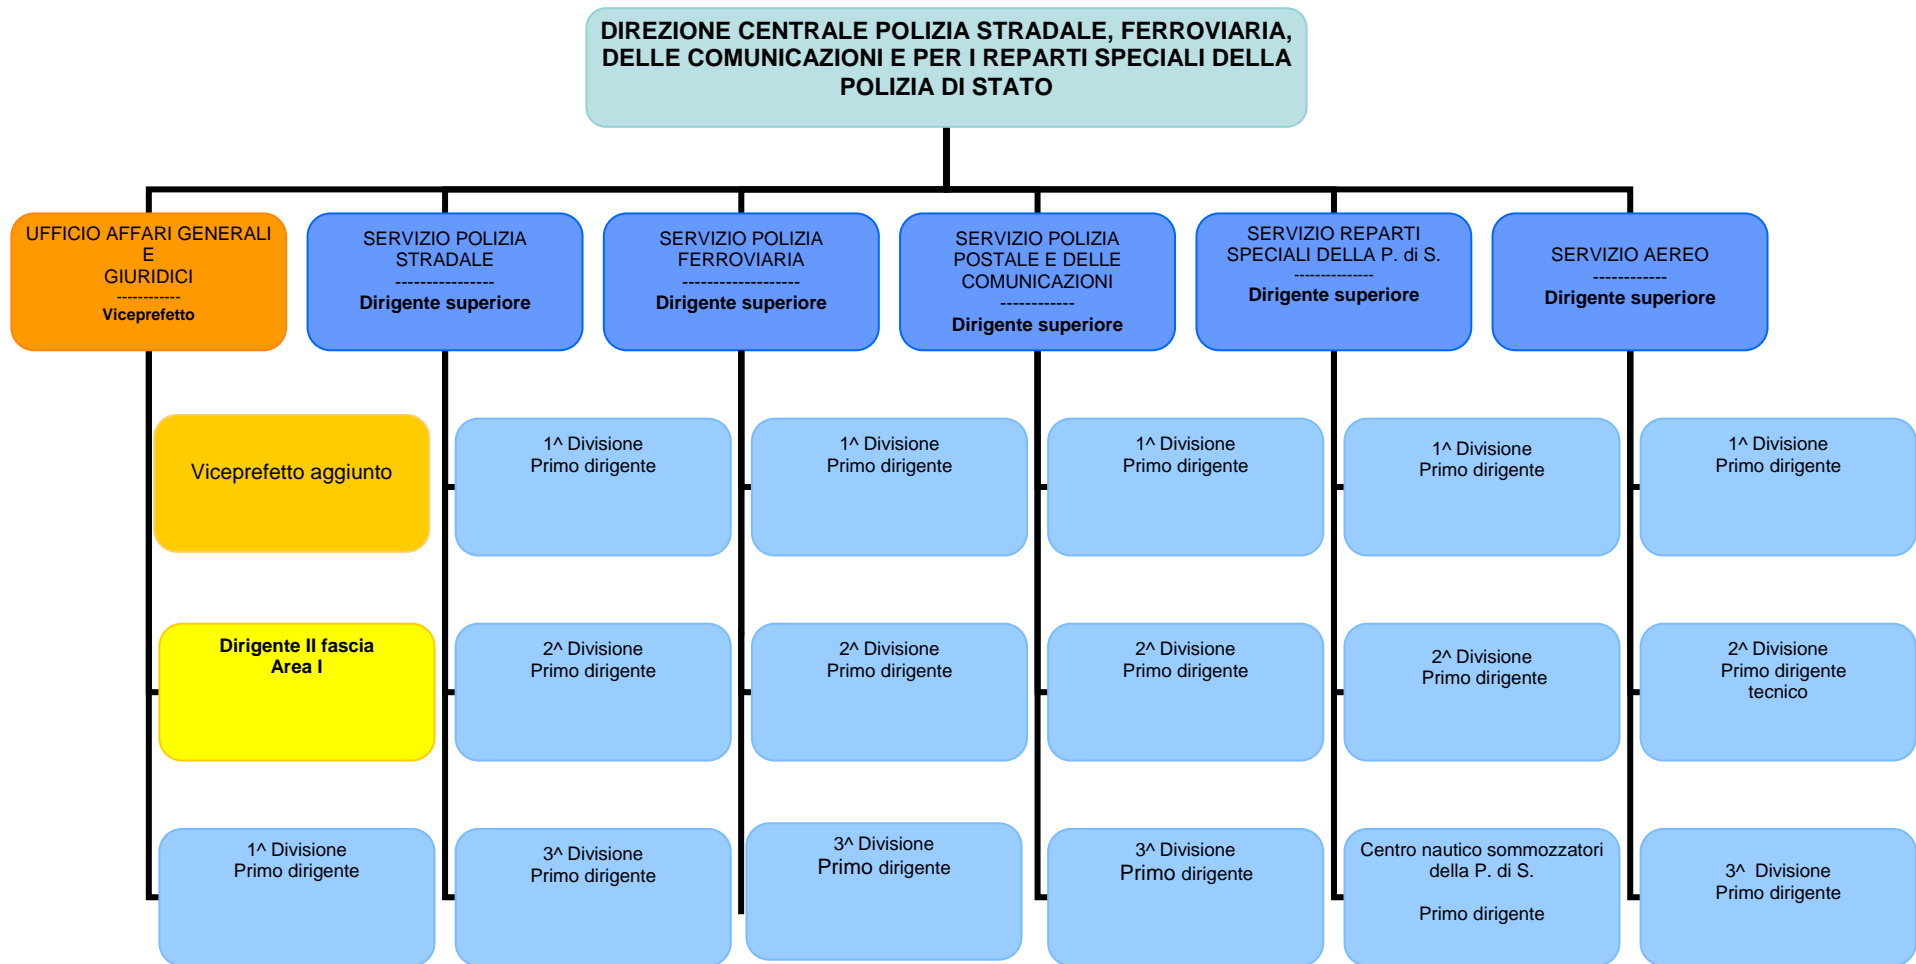 DIREZIONE CENTRALE POLIZIA STRADALE, FERROVIARIA,
DELLE COMUNICAZIONI E PER I REPARTI SPECIALI DELLA
POLIZIA DI STATO
UFFICIO AFFARI GENERALI
E
GIURIDICI
------------
Viceprefetto
SERVIZIO POLIZIA
STRADALE
----------------
Dirigente superiore
SERVIZIO POLIZIA
FERROVIARIA
-------------------
Dirigente superiore
SERVIZIO POLIZIA
POSTALE E DELLE
COMUNICAZIONI
------------
Dirigente superiore
SERVIZIO REPARTI
SPECIALI DELLA P. di S.
---------------
Dirigente superiore
SERVIZIO AEREO
------------
Dirigente superiore
Viceprefetto aggiunto
1^ Divisione
Primo dirigente
1^ Divisione
Primo dirigente
1^ Divisione
Primo dirigente
1^ Divisione
Primo dirigente
1^ Divisione
Primo dirigente
Dirigente II fascia
Area I
2^ Divisione
Primo dirigente
2^ Divisione
Primo dirigente
2^ Divisione
Primo dirigente
2^ Divisione
Primo dirigente
2^ Divisione
Primo dirigente
tecnico
1^ Divisione
Primo dirigente
3^ Divisione
Primo dirigente
3^ Divisione
Primo dirigente
3^ Divisione
Primo dirigente
Centro nautico sommozzatori
della P. di S.
Primo dirigente
3^ Divisione
Primo dirigente